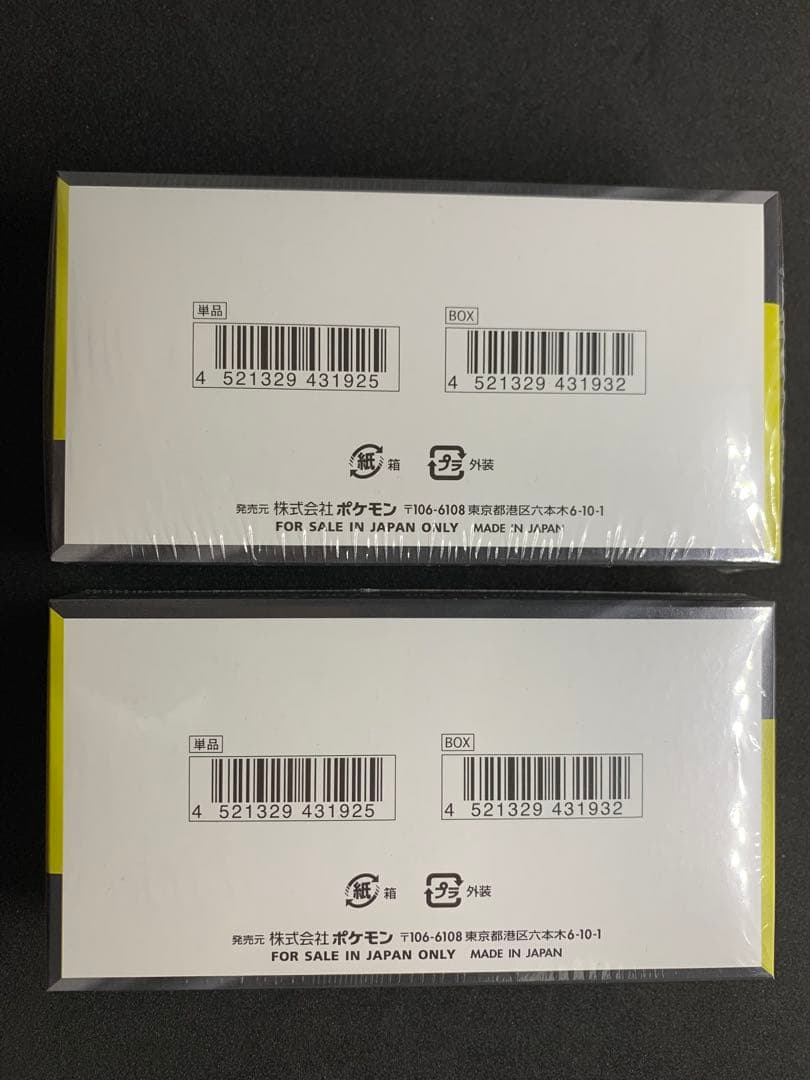 単品
BOX
4 521329 431925
4 521329 431932
紙 箱
プラ 外装
発売元 株式会社 ポケモン 〒106-6108 東京都港区六本木6-10-1
FOR SALE IN JAPAN ONLY MADE IN JAPAN
単品
BOX
4 521329 431925
4 521329 431932
紙 箱
プラ 外装
発売元 株式会社 ポケモン 〒106-6108 東京都港区六本木6-10-1
FOR SALE IN JAPAN ONLY MADE IN JAPAN